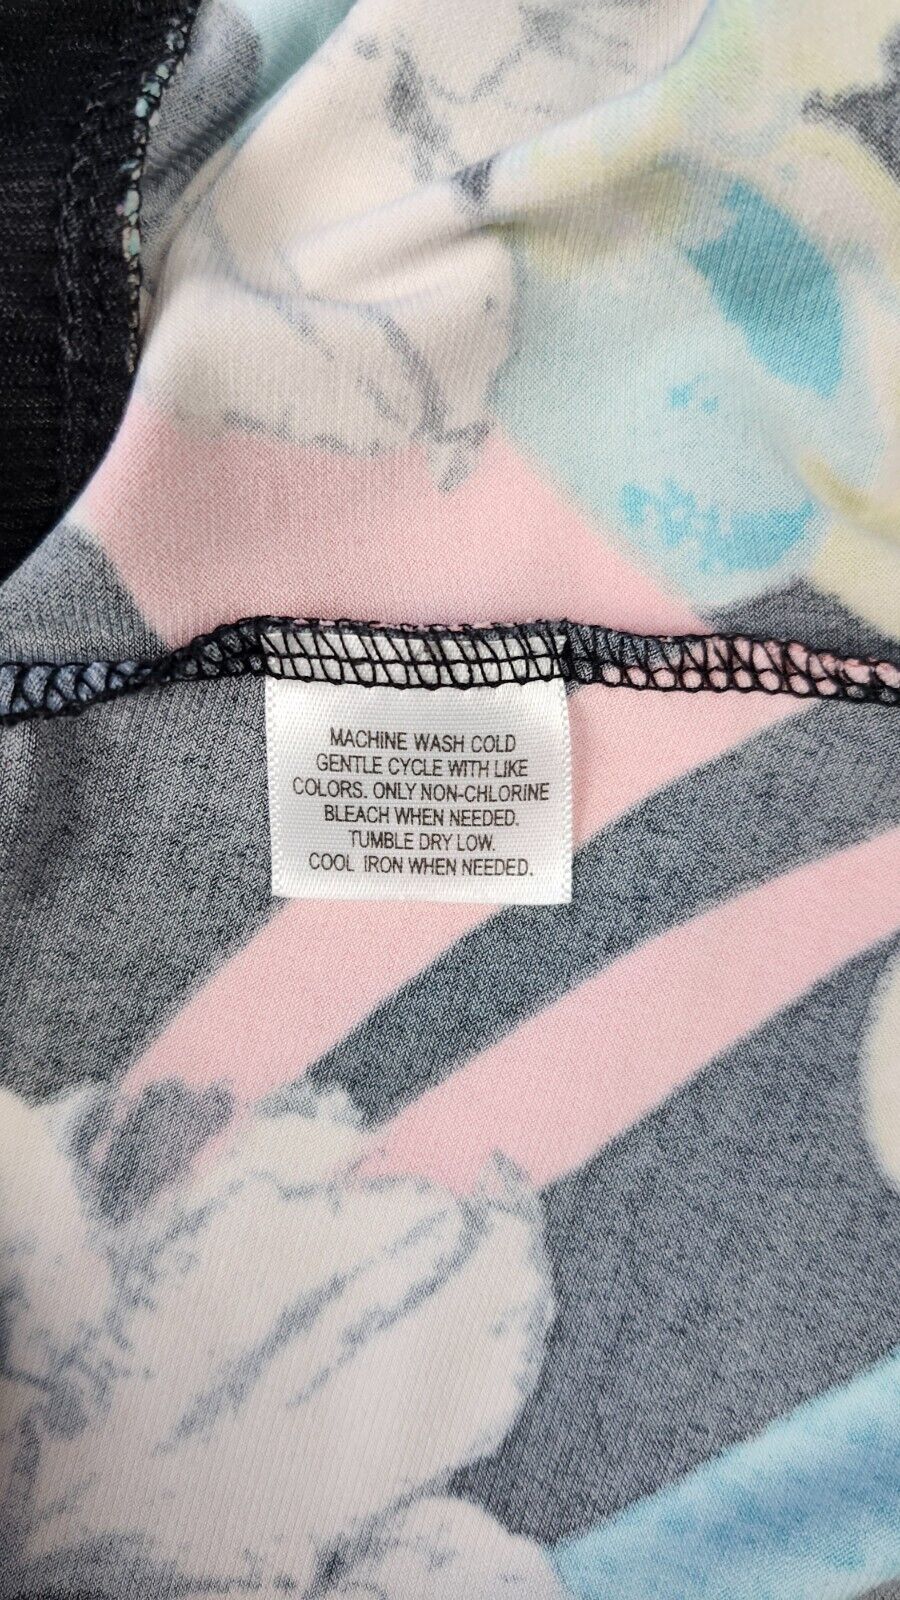 MACHINE WASH COLD
GENTLE CYCLE WITH LIKE
COLORS. ONLY NON-CHLORINE
BLEACH WHEN NEEDED.
TUMBLE DRY LOW.
COOL IRON WHEN NEEDED.